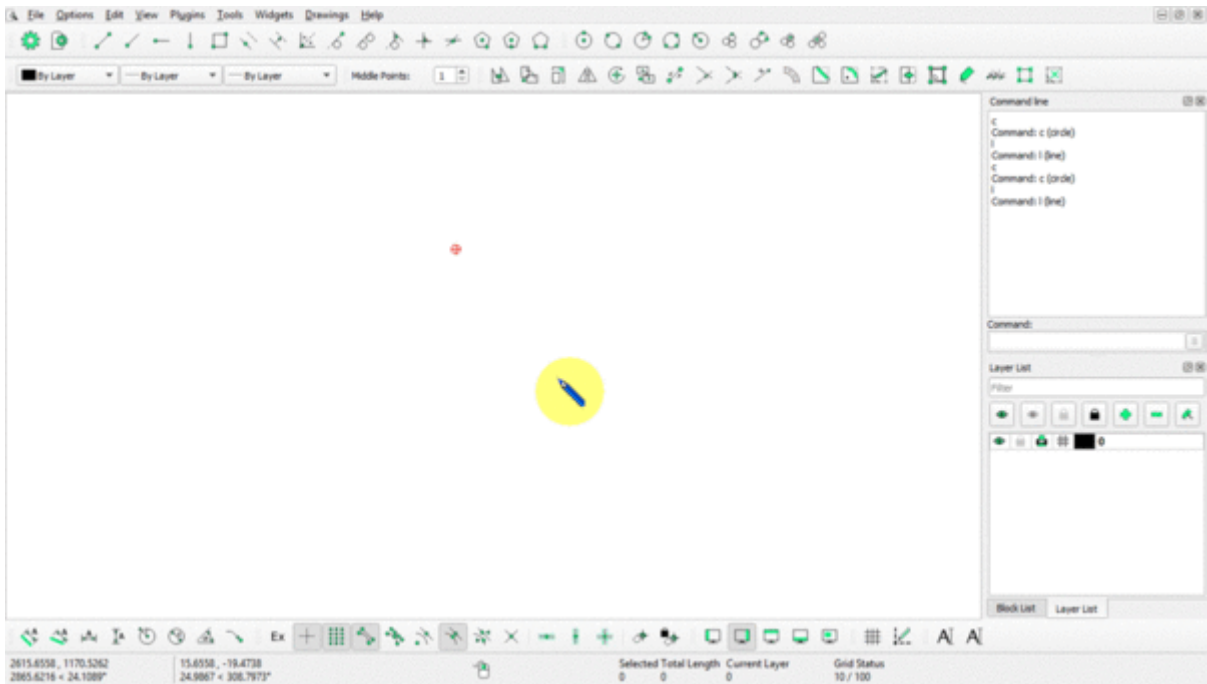 File Options Edit View Plugins Tools Widgets Drawings Help
By Layer By Layer By Layer Middle Points: 1
Command line
c
Command: c (circle)
l
Command: l (line)
c
Command: c (circle)
l
Command: l (line)
Command:
Layer List
Filter
0
Block List Layer List
Ex
2615.6558 , 1170.5262 15.6558 , -19.4738 Selected Total Length Current Layer Grid Status
2865.6216 < 24.1089° 24.9867 < 308.7973° 0 0 0 10 / 100